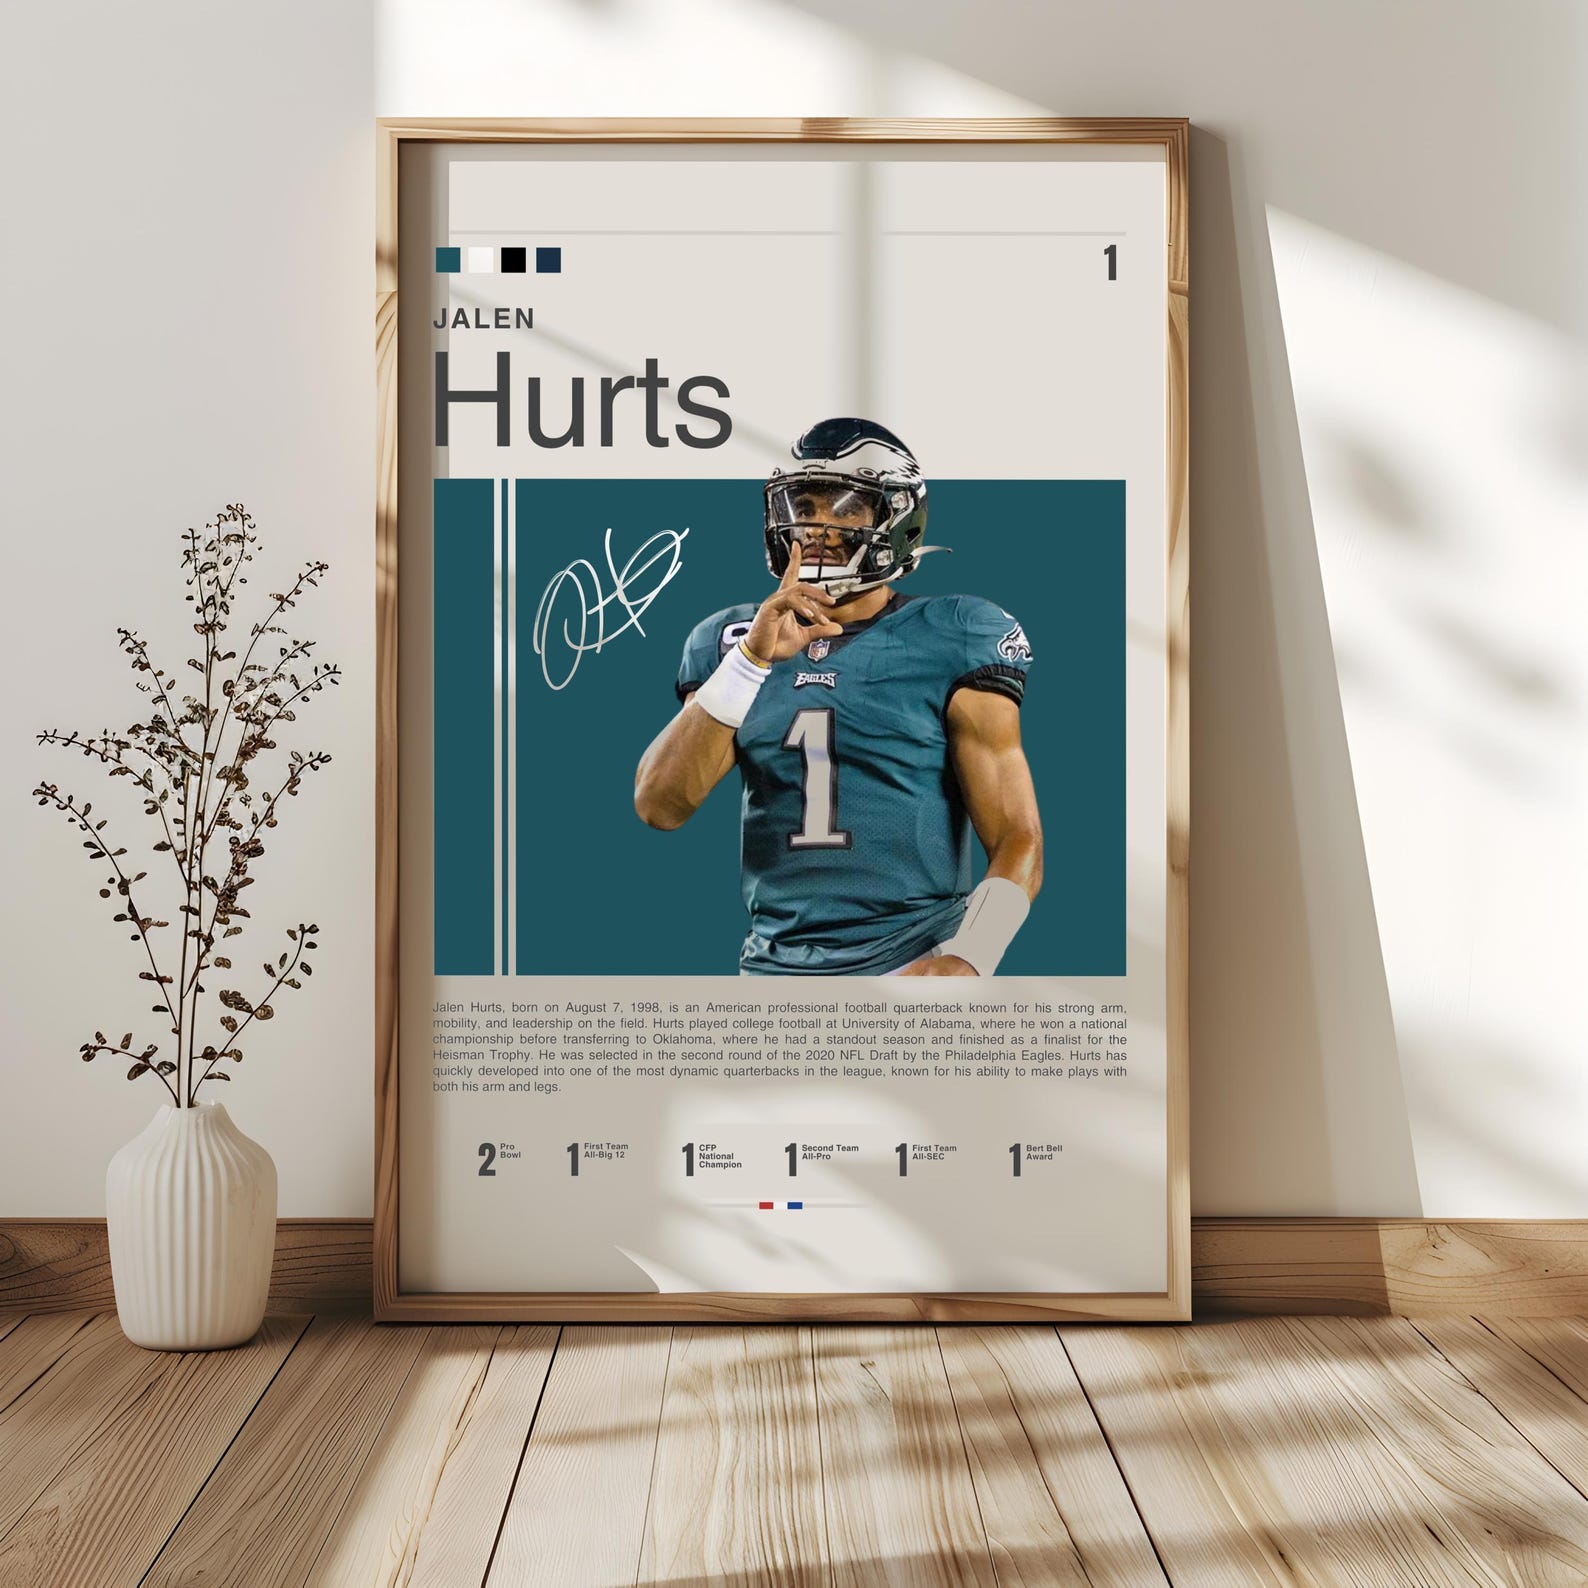 1
JALEN
Hurts
EAGLES
1
Jalen Hurts, born on August 7, 1998, is an American professional football quarterback known for his strong arm,
mobility, and leadership on the field. Hurts played college football at University of Alabama, where he won a national
championship before transferring to Oklahoma, where he had a standout season and finished as a finalist for the
Heisman Trophy. He was selected in the second round of the 2020 NFL Draft by the Philadelphia Eagles. Hurts has
quickly developed into one of the most dynamic quarterbacks in the league, known for his ability to make plays with
both his arm and legs.
2 Pro
Bowl
1 First Team
All-Big 12
1 CFP
National
Champion
1 Second Team
All-Pro
1 First Team
All-SEC
1 Bert Bell
Award